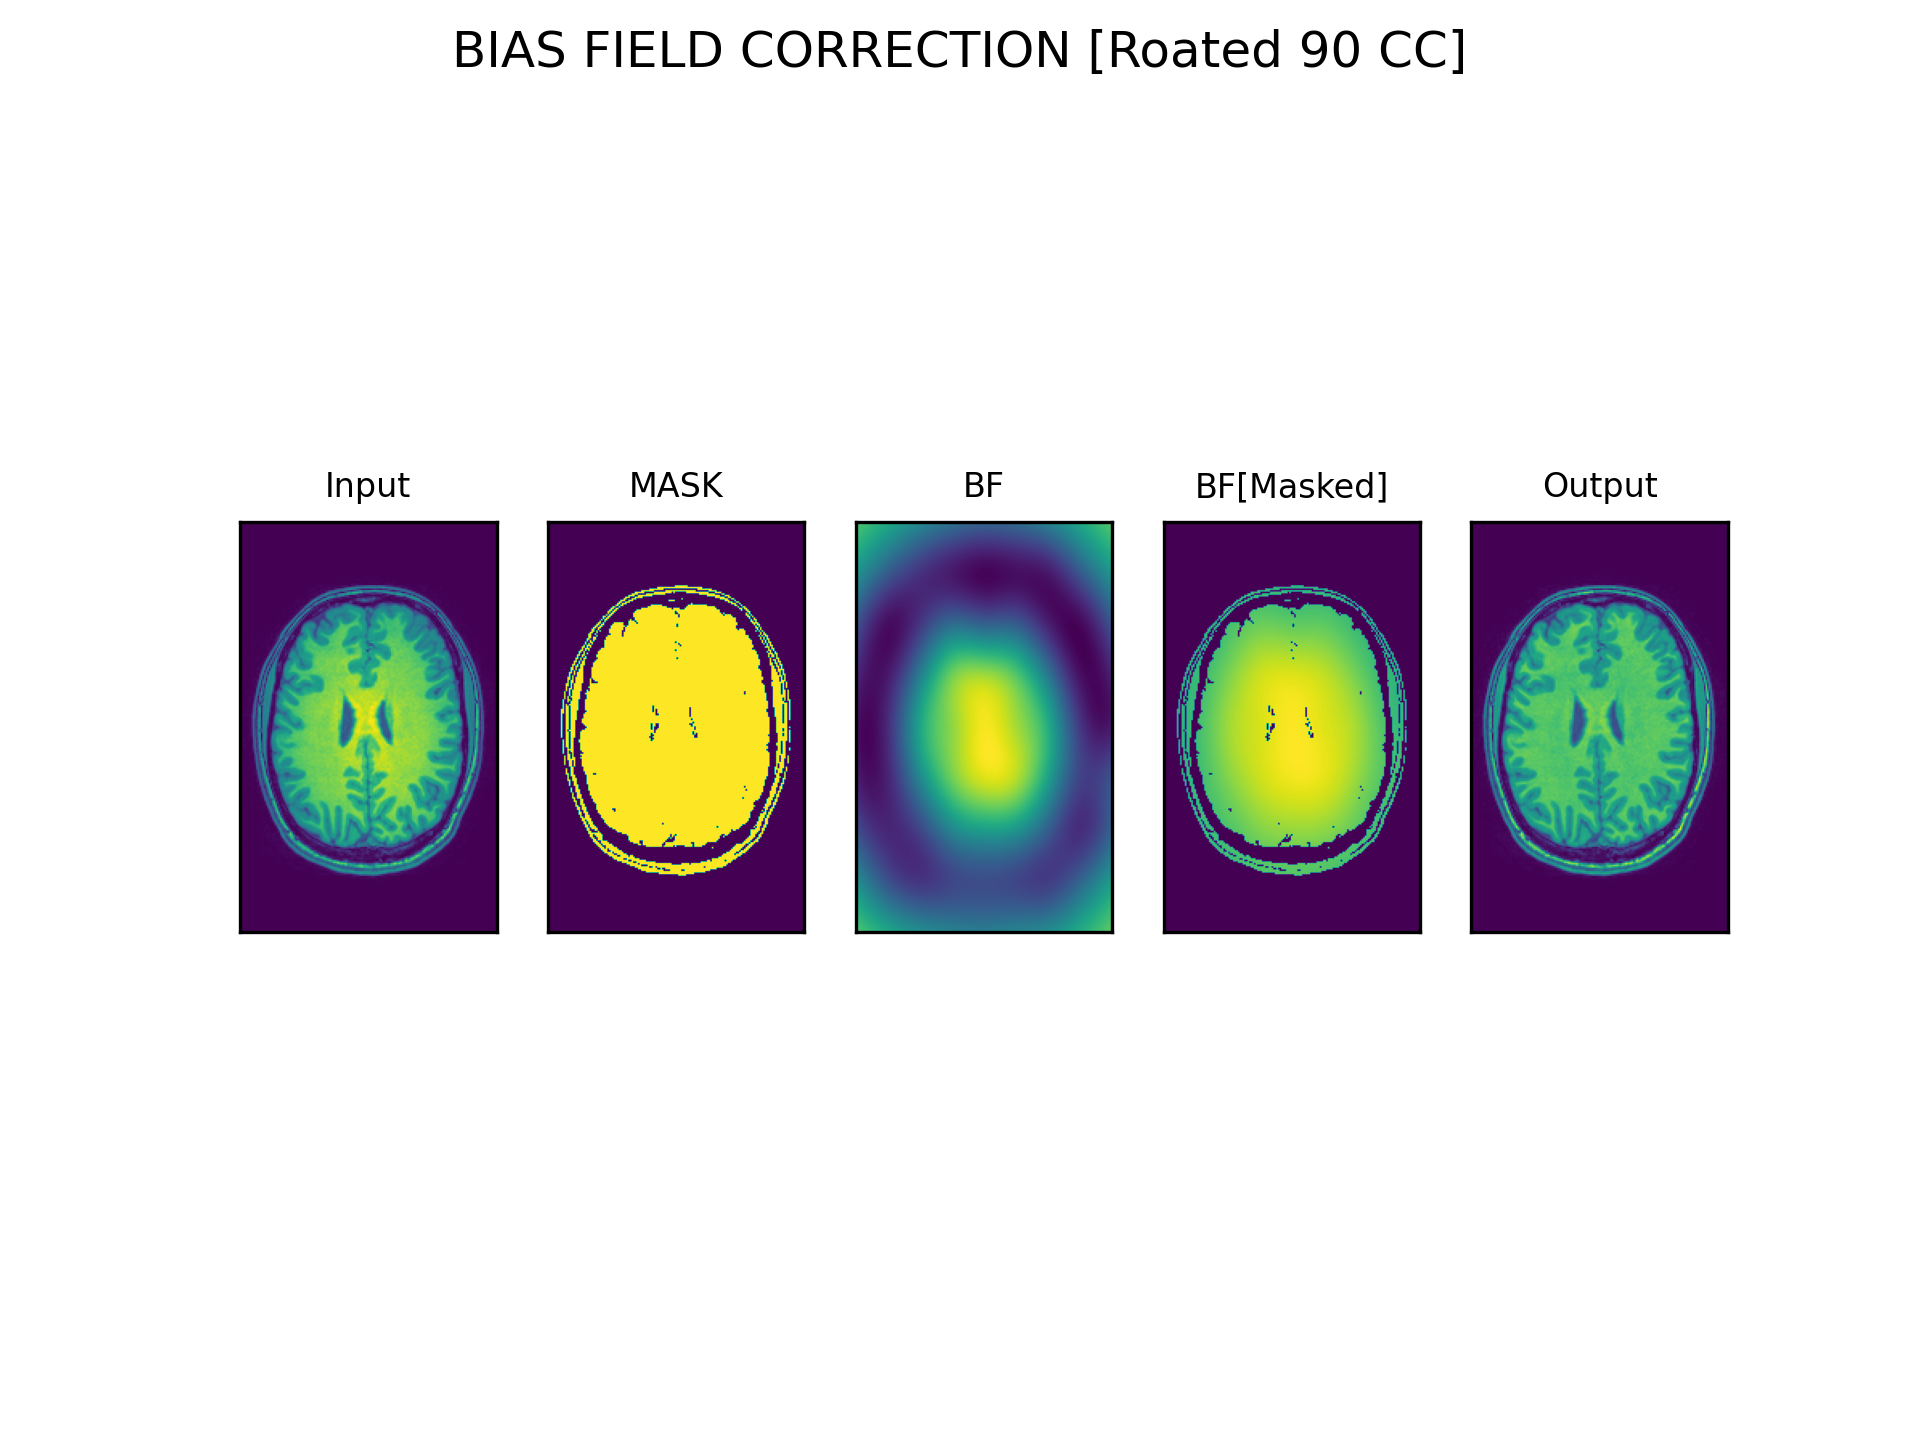 BIAS FIELD CORRECTION [Roated 90 CC]
Input
MASK
BF
BF[Masked]
Output